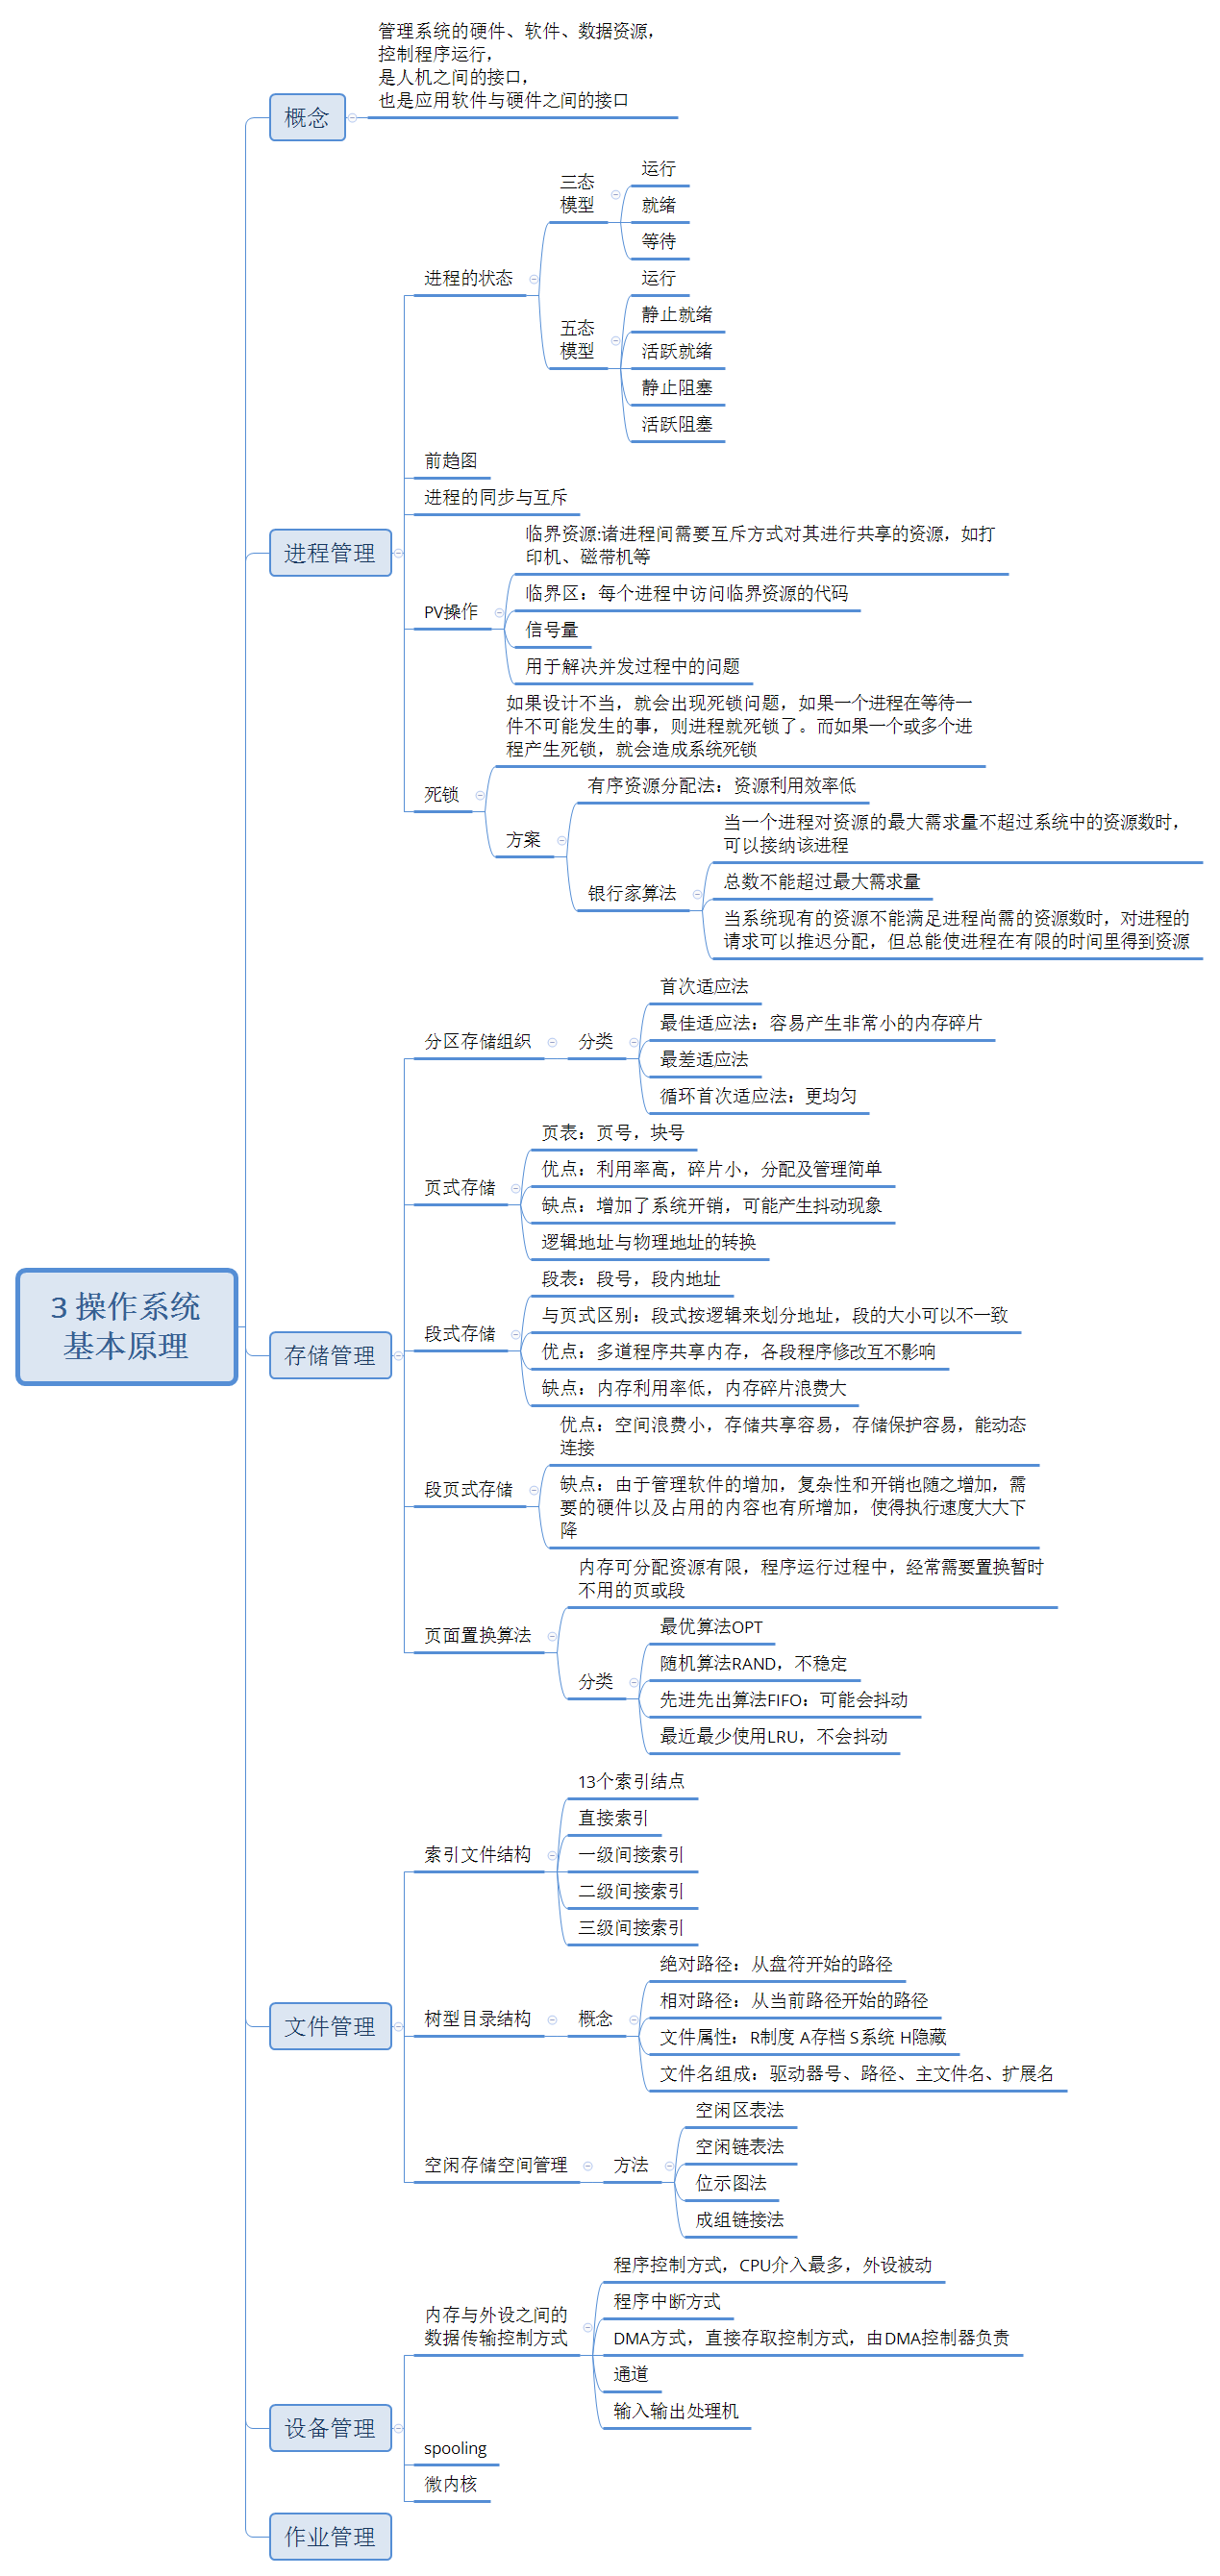 管理系统的硬件、软件、数据资源，
控制程序运行，
是人机之间的接口，
也是应用软件与硬件之间的接口
概念
三态
模型
运行
就绪
等待
进程的状态
五态
模型
运行
静止就绪
活跃就绪
静止阻塞
活跃阻塞
前趋图
进程的同步与互斥
进程管理
临界资源:诸进程间需要互斥方式对其进行共享的资源，如打
印机、磁带机等
临界区：每个进程中访问临界资源的代码
PV操作
信号量
用于解决并发过程中的问题
如果设计不当，就会出现死锁问题，如果一个进程在等待一
件不可能发生的事，则进程就死锁了。而如果一个或多个进
程产生死锁，就会造成系统死锁
死锁
有序资源分配法：资源利用效率低
方案
当一个进程对资源的最大需求量不超过系统中的资源数时，
可以接纳该进程
银行家算法
总数不能超过最大需求量
当系统现有的资源不能满足进程尚需的资源数时，对进程的
请求可以推迟分配，但总能使进程在有限的时间里得到资源
分区存储组织
分类
首次适应法
最佳适应法：容易产生非常小的内存碎片
最差适应法
循环首次适应法：更均匀
页式存储
页表：页号，块号
优点：利用率高，碎片小，分配及管理简单
缺点：增加了系统开销，可能产生抖动现象
逻辑地址与物理地址的转换
3 操作系统
基本原理
存储管理
段式存储
段表：段号，段内地址
与页式区别：段式按逻辑来划分地址，段的大小可以不一致
优点：多道程序共享内存，各段程序修改互不影响
缺点：内存利用率低，内存碎片浪费大
段页式存储
优点：空间浪费小，存储共享容易，存储保护容易，能动态
连接
缺点：由于管理软件的增加，复杂性和开销也随之增加，需
要的硬件以及占用的内容也有所增加，使得执行速度大大下
降
页面置换算法
内存可分配资源有限，程序运行过程中，经常需要置换暂时
不用的页或段
分类
最优算法OPT
随机算法RAND，不稳定
先进先出算法FIFO：可能会抖动
最近最少使用LRU，不会抖动
索引文件结构
13个索引结点
直接索引
一级间接索引
二级间接索引
三级间接索引
文件管理
树型目录结构
概念
绝对路径：从盘符开始的路径
相对路径：从当前路径开始的路径
文件属性：R制度 A存档 S系统 H隐藏
文件名组成：驱动器号、路径、主文件名、扩展名
空闲存储空间管理
方法
空闲区表法
空闲链表法
位示图法
成组链接法
内存与外设之间的
数据传输控制方式
程序控制方式，CPU介入最多，外设被动
程序中断方式
DMA方式，直接存取控制方式，由DMA控制器负责
通道
输入输出处理机
设备管理
spooling
微内核
作业管理